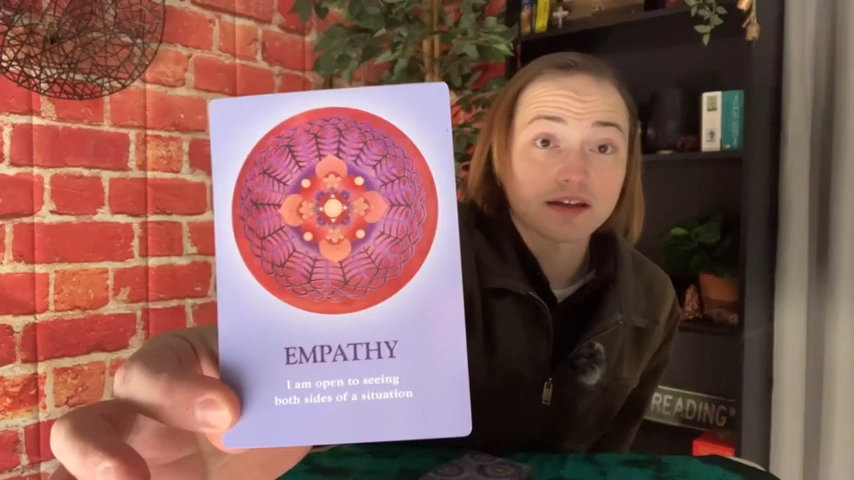 EMPATHY
I am open to seeing
both sides of a situation
READING